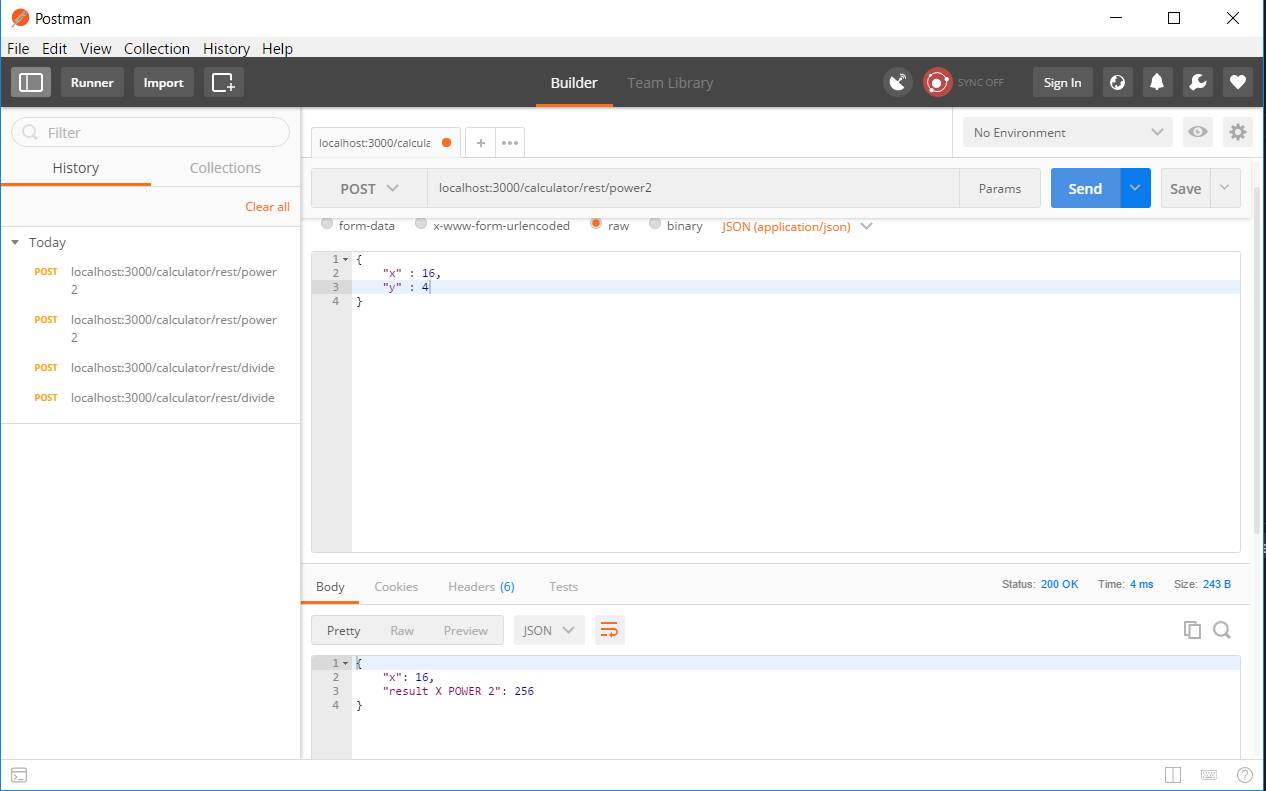 Postman
File Edit View Collection History Help
Runner Import Builder Team Library SYNC OFF Sign In
Filter
History Collections
Clear all
Today
POST localhost:3000/calculator/rest/power
2
POST localhost:3000/calculator/rest/power
2
POST localhost:3000/calculator/rest/divide
POST localhost:3000/calculator/rest/divide
localhost:3000/calcula + ••• No Environment
POST localhost:3000/calculator/rest/power2 Params Send Save
form-data x-www-form-urlencoded raw binary JSON (application/json)
1 {
2 "x" : 16,
3 "y" : 4
4 }
Body Cookies Headers (6) Tests Status: 200 OK Time: 4 ms Size: 243 B
Pretty Raw Preview JSON
1 {
2 "x": 16,
3 "result X POWER 2": 256
4 }